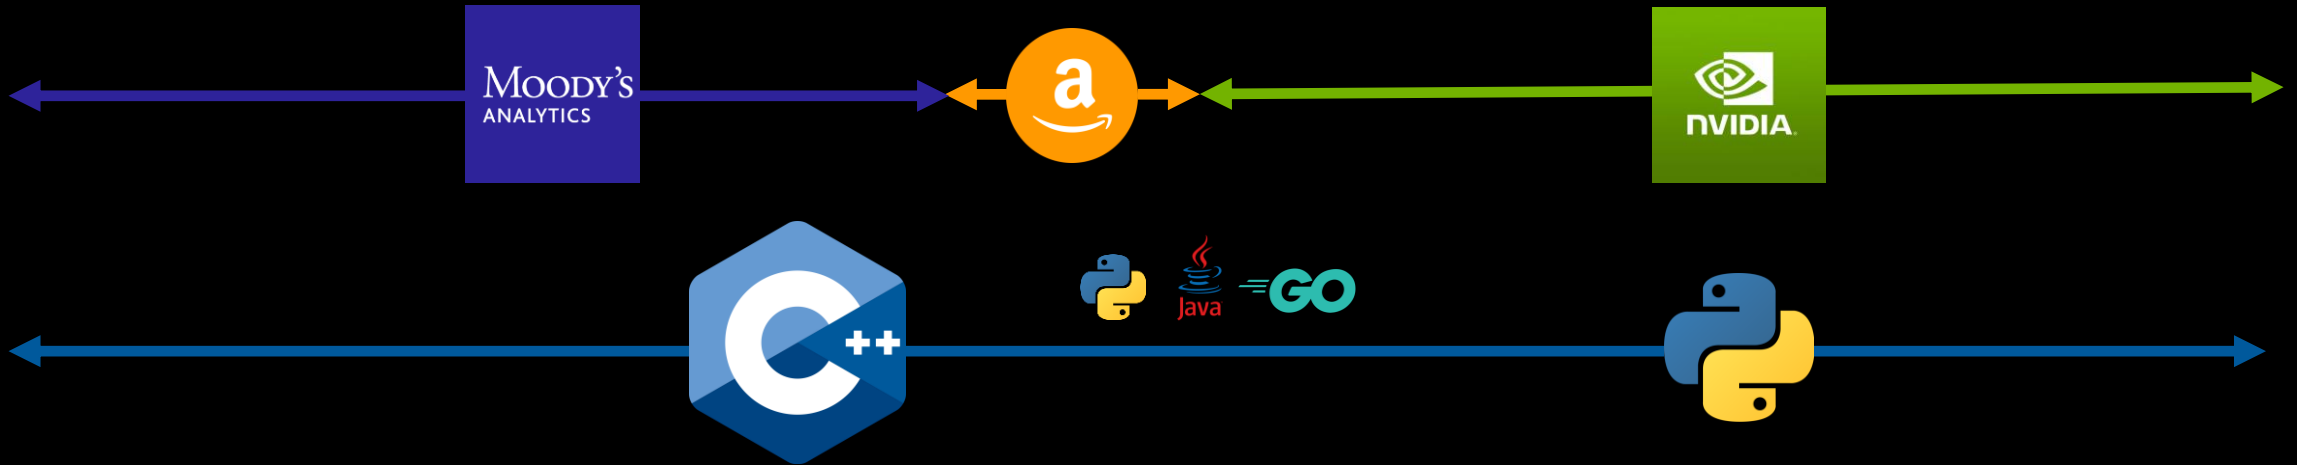 MOODY'S
ANALYTICS
a
NVIDIA.
C++
Java
GO